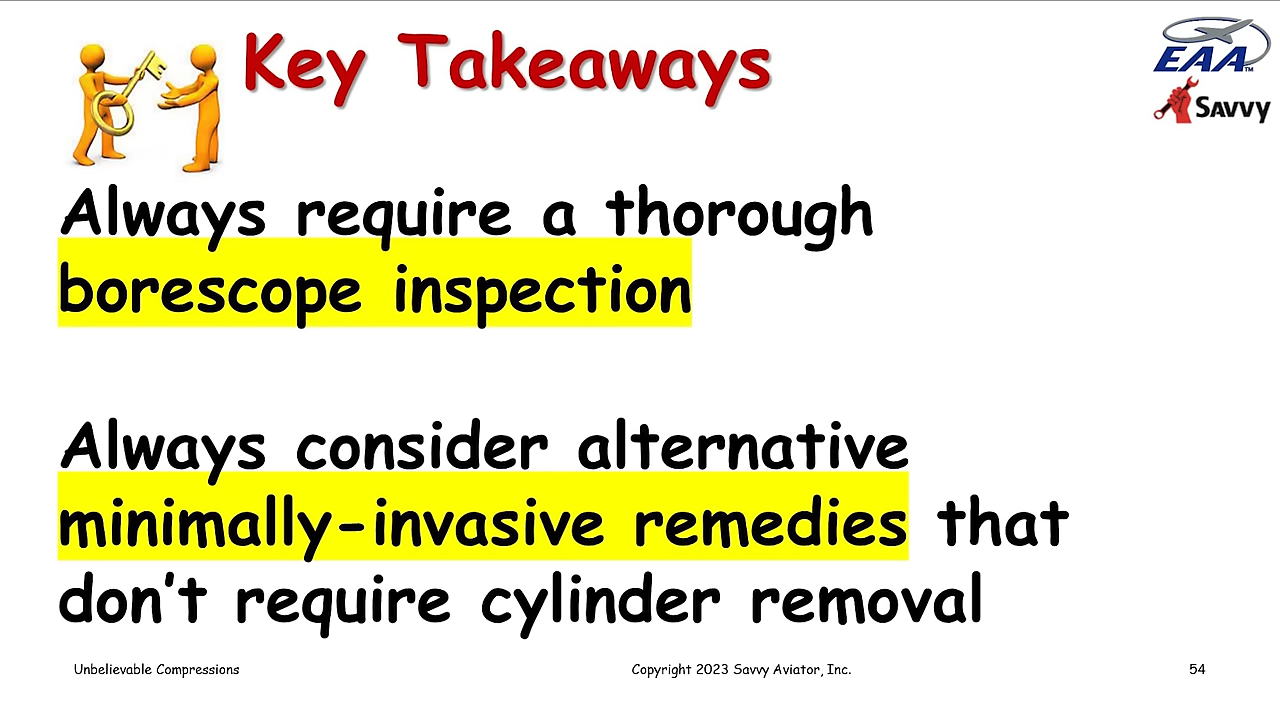 Key Takeaways
EAA™
Savvy
Always require a thorough
borescope inspection
Always consider alternative
minimally-invasive remedies that
don't require cylinder removal
Unbelievable Compressions
Copyright 2023 Savvy Aviator, Inc.
54